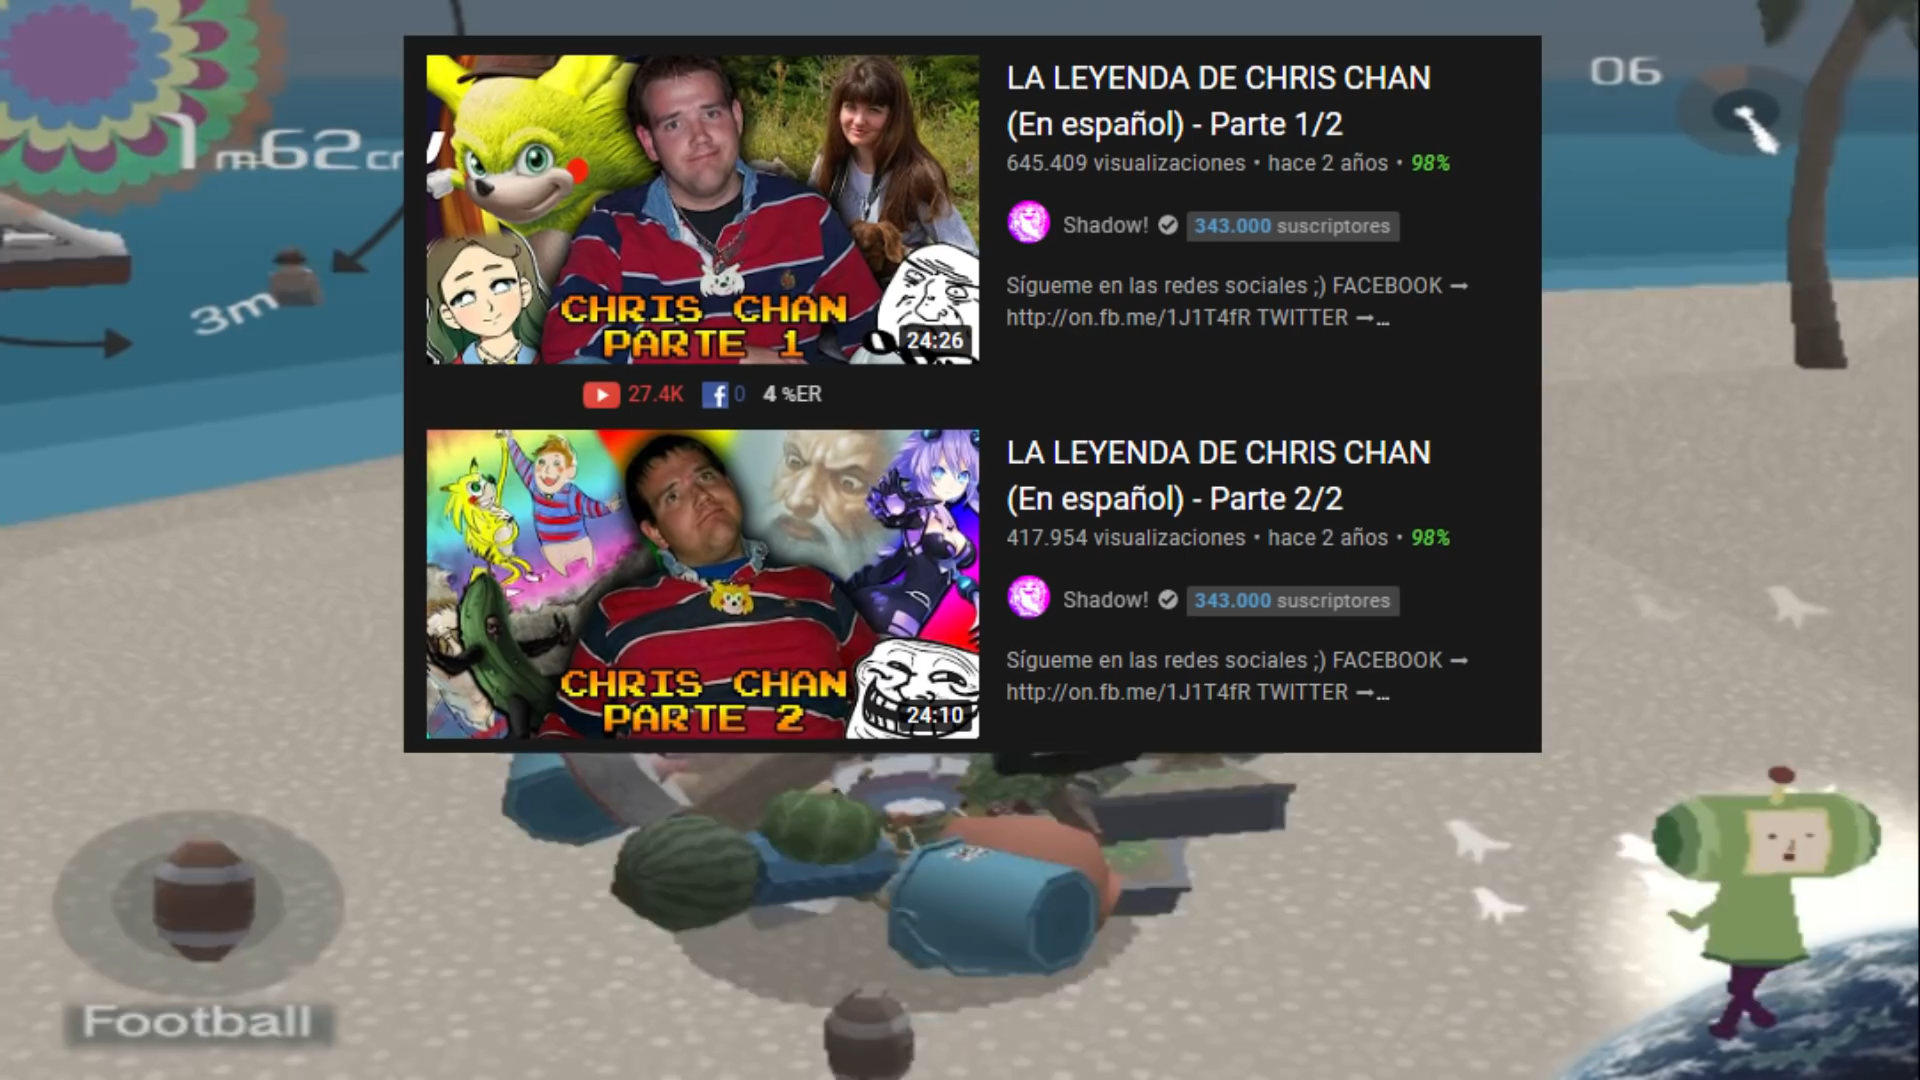 06
1m62cm
3m
LA LEYENDA DE CHRIS CHAN
(En español) - Parte 1/2
645.409 visualizaciones • hace 2 años • 98%
Shadow! 343.000 suscriptores
Sígueme en las redes sociales ;) FACEBOOK →
http://on.fb.me/1J1T4fR TWITTER →…
CHRIS CHAN
PARTE 1
24:26
27.4K 0 4 %ER
LA LEYENDA DE CHRIS CHAN
(En español) - Parte 2/2
417.954 visualizaciones • hace 2 años • 98%
Shadow! 343.000 suscriptores
Sígueme en las redes sociales ;) FACEBOOK →
http://on.fb.me/1J1T4fR TWITTER →…
CHRIS CHAN
PARTE 2
24:10
Football